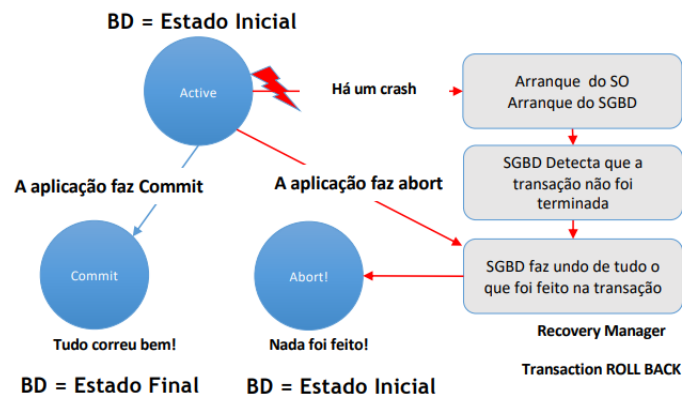 BD = Estado Inicial
Active
Há um crash
Arranque do SO
Arranque do SGBD
SGBD Detecta que a
transação não foi
terminada
A aplicação faz Commit
A aplicação faz abort
Commit
Abort!
SGBD faz undo de tudo o
que foi feito na transação
Tudo correu bem!
Nada foi feito!
Recovery Manager
Transaction ROLL BACK
BD = Estado Final
BD = Estado Inicial